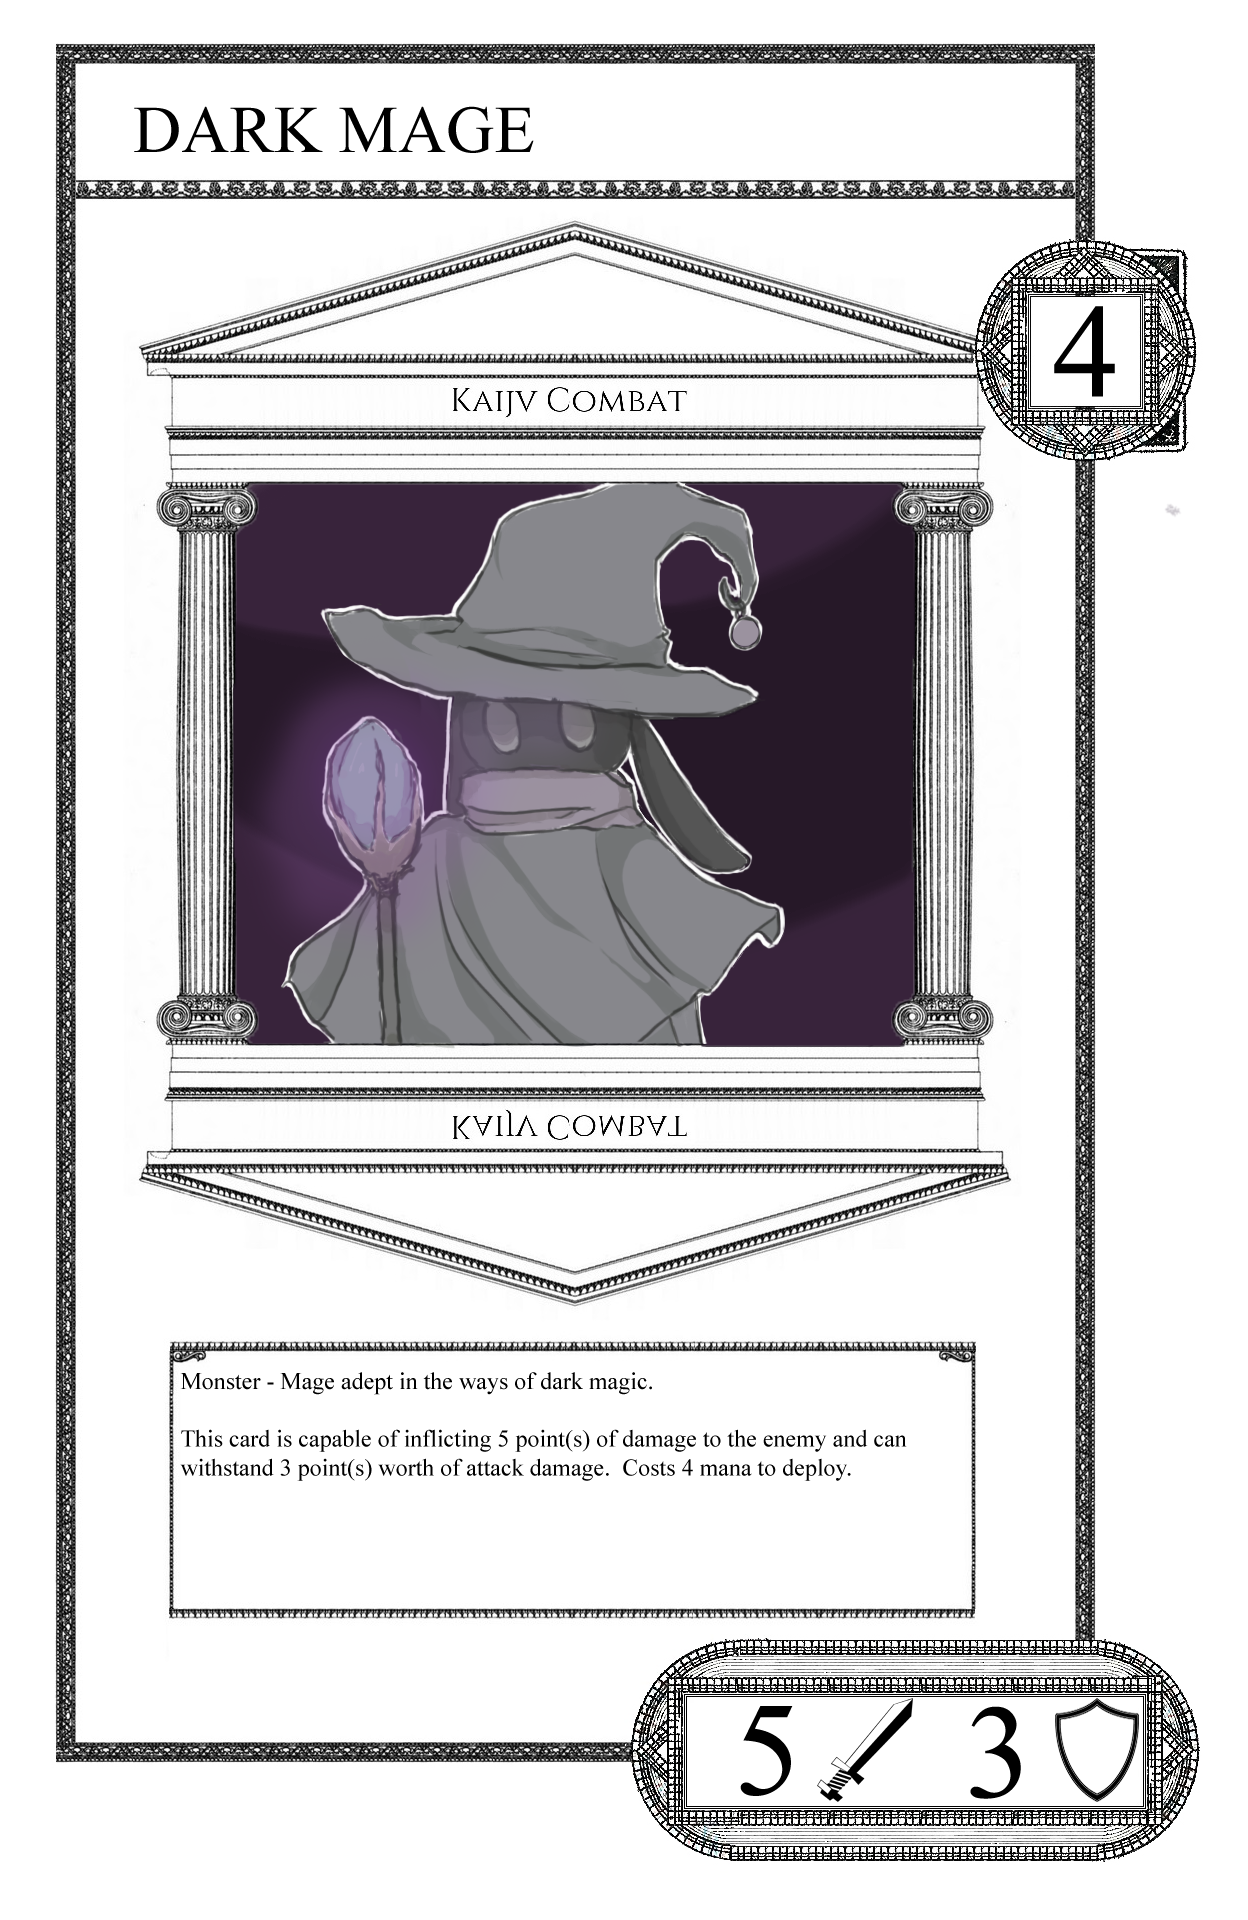 DARK MAGE
4
KAIJV COMBAT
KAIJV COMBAT
Monster - Mage adept in the ways of dark magic.
This card is capable of inflicting 5 point(s) of damage to the enemy and can
withstand 3 point(s) worth of attack damage.  Costs 4 mana to deploy.
5 3